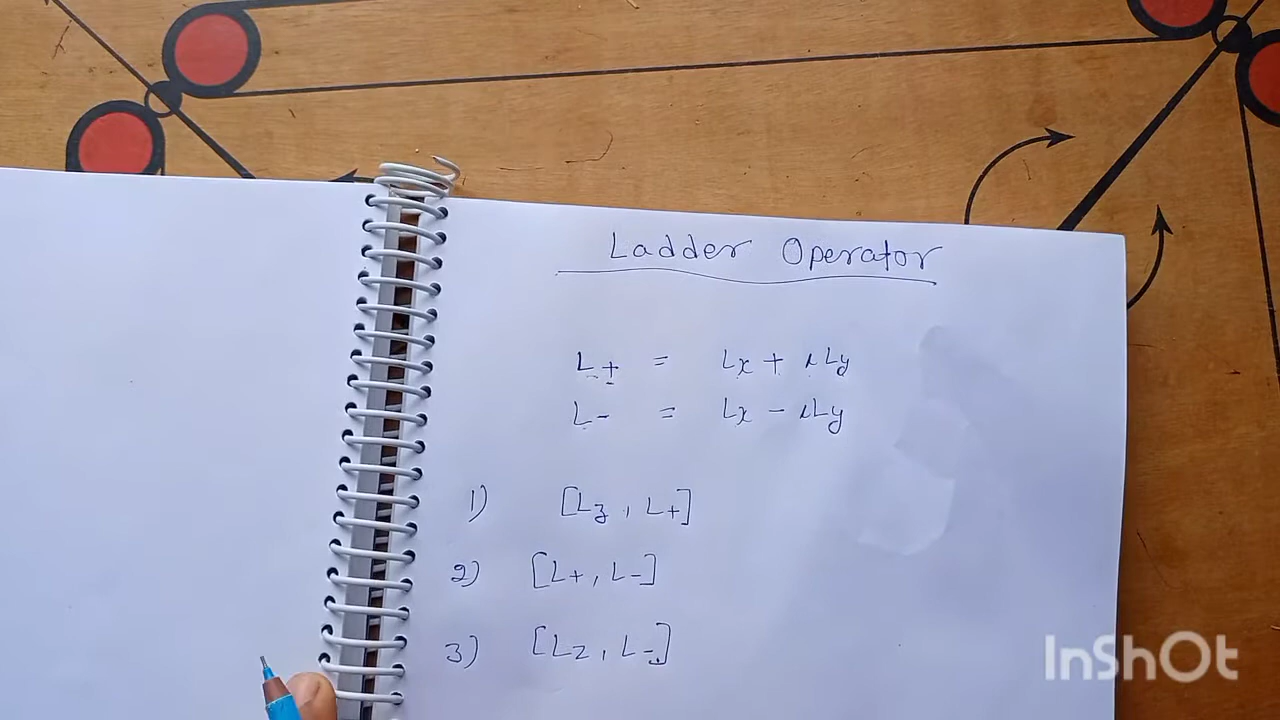 Ladder Operator
L+ = Lx + iLy
L- = Lx - iLy
1) [Lz, L+]
2) [L+, L-]
3) [Lz, L-]
InShOt